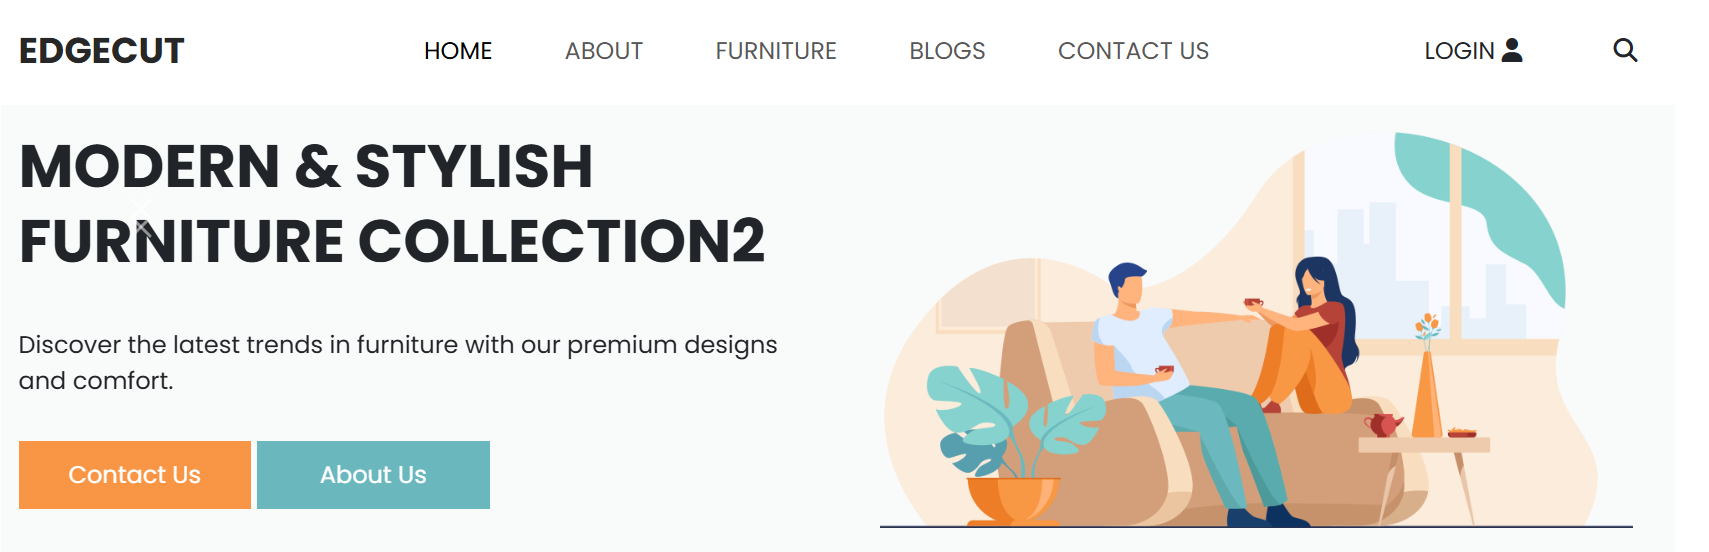 EDGECUT
HOME ABOUT FURNITURE BLOGS CONTACT US
LOGIN
MODERN & STYLISH
FURNITURE COLLECTION2
Discover the latest trends in furniture with our premium designs
and comfort.
Contact Us About Us